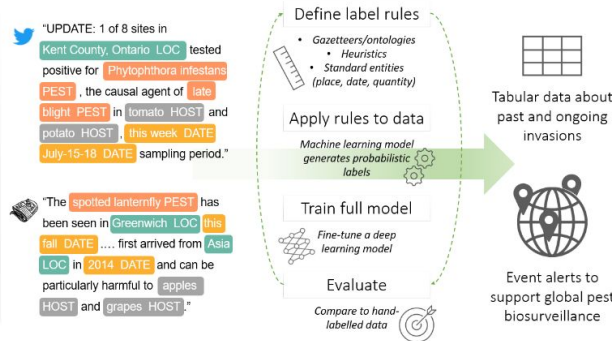 "UPDATE: 1 of 8 sites in
Kent County, Ontario LOC tested
positive for Phytophthora infestans
PEST , the causal agent of late
blight PEST in tomato HOST and
potato HOST , this week DATE
July-15-18 DATE sampling period."
"The spotted lanternfly PEST has
been seen in Greenwich LOC this
fall DATE .... first arrived from Asia
LOC in 2014 DATE and can be
particularly harmful to apples
HOST and grapes HOST."
Define label rules
• Gazetteers/ontologies
• Heuristics
• Standard entities
(place, date, quantity)
Apply rules to data
Machine learning model
generates probabilistic
labels
Train full model
Fine-tune a deep
learning model
Evaluate
Compare to hand-
labelled data
Tabular data about
past and ongoing
invasions
Event alerts to
support global pest
biosurveillance